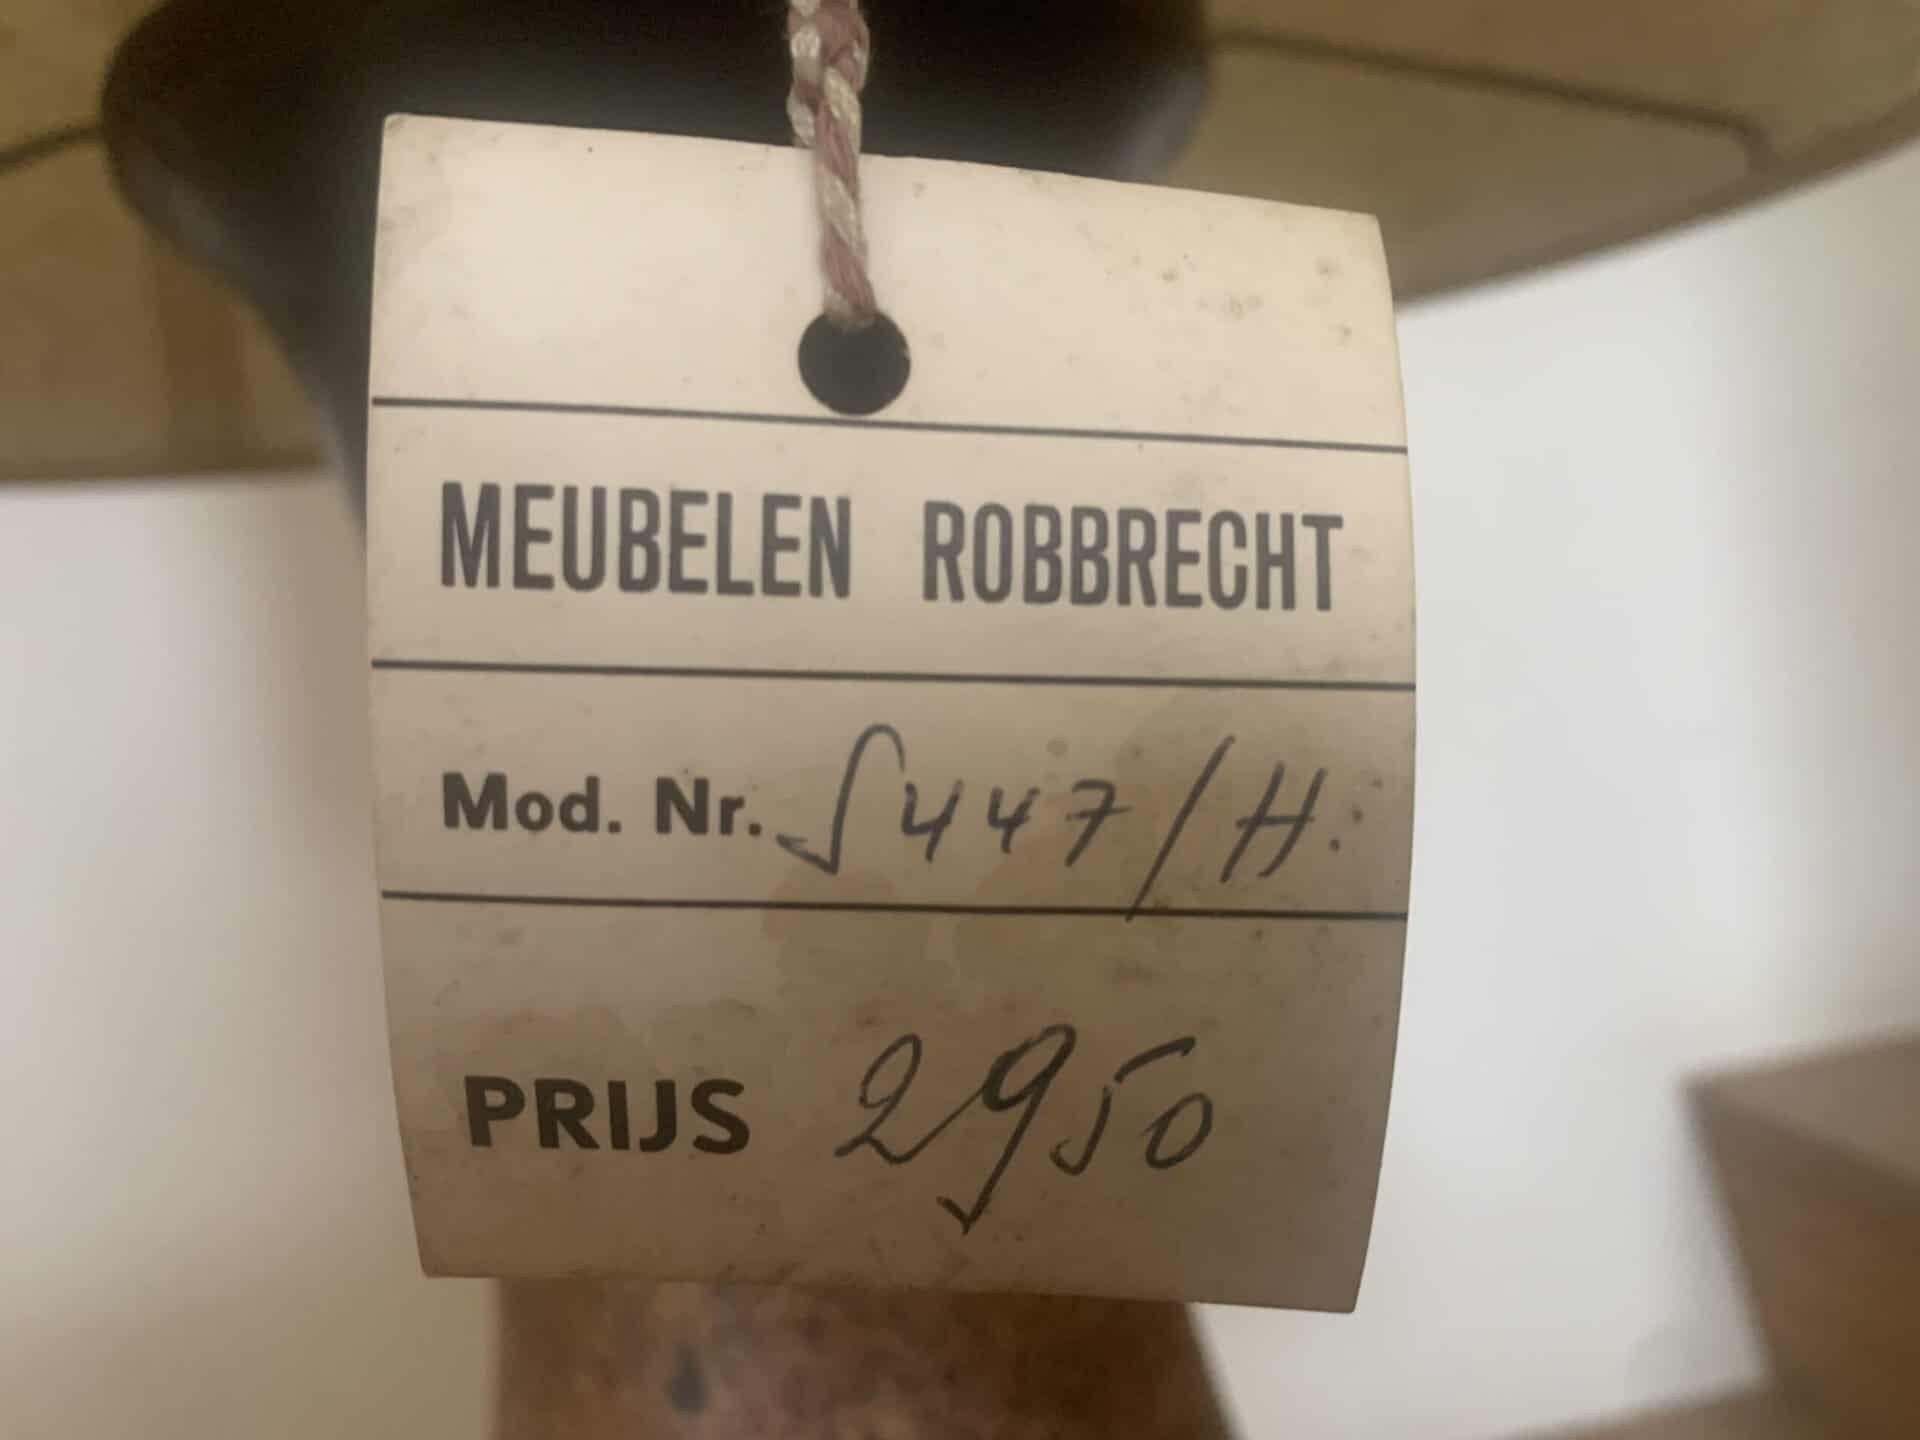 MEUBELEN ROBBRECHT
Mod. Nr. S447/H.
PRIJS 2950